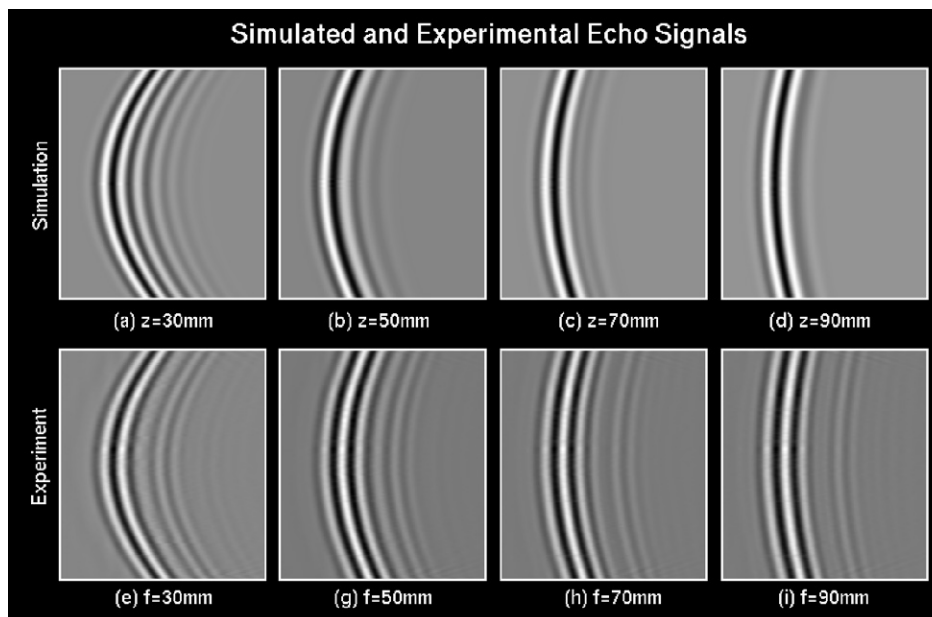 Simulated and Experimental Echo Signals
Simulation
(a) z=30mm
(b) z=50mm
(c) z=70mm
(d) z=90mm
Experiment
(e) f=30mm
(g) f=50mm
(h) f=70mm
(i) f=90mm